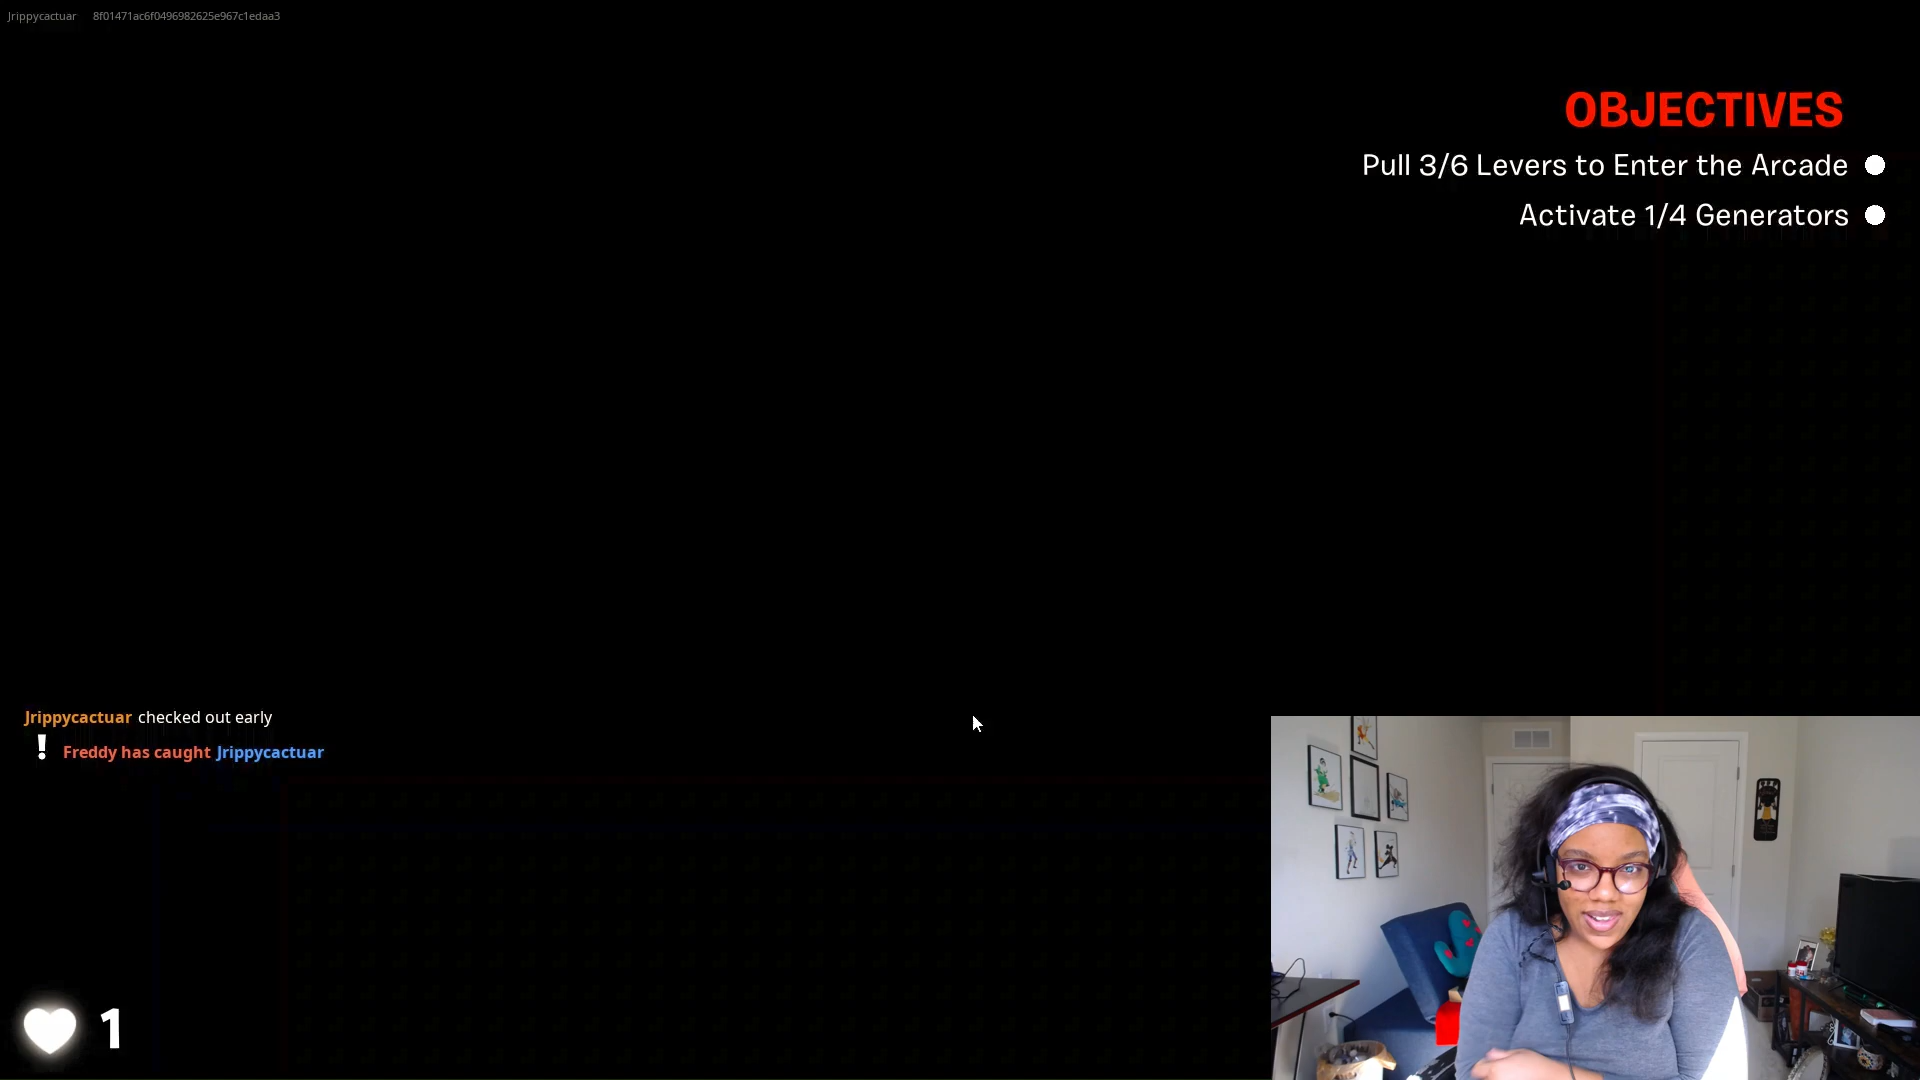 Jrippycactuar 8f01471ac6f0496982625e967c1edaa3
OBJECTIVES
Pull 3/6 Levers to Enter the Arcade
Activate 1/4 Generators
Jrippycactuar checked out early
! Freddy has caught Jrippycactuar
1